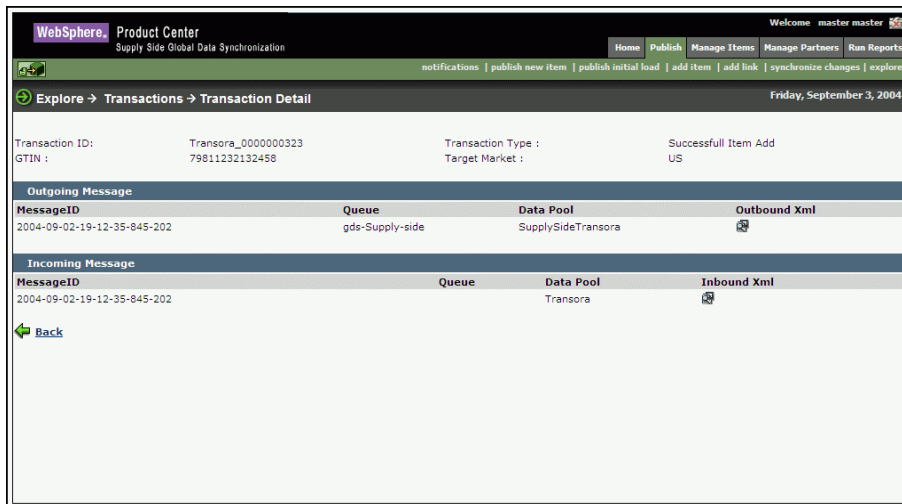 Welcome master master
WebSphere. Product Center
Supply Side Global Data Synchronization
Home Publish Manage Items Manage Partners Run Reports
notifications | publish new item | publish initial load | add item | add link | synchronize changes | explore
Explore → Transactions → Transaction Detail Friday, September 3, 2004
Transaction ID: Transora_0000000323 Transaction Type : Successfull Item Add
GTIN : 79811232132458 Target Market : US
Outgoing Message
MessageID Queue Data Pool Outbound Xml
2004-09-02-19-12-35-845-202 gds-Supply-side SupplySideTransora
Incoming Message
MessageID Queue Data Pool Inbound Xml
2004-09-02-19-12-35-845-202 Transora
Back